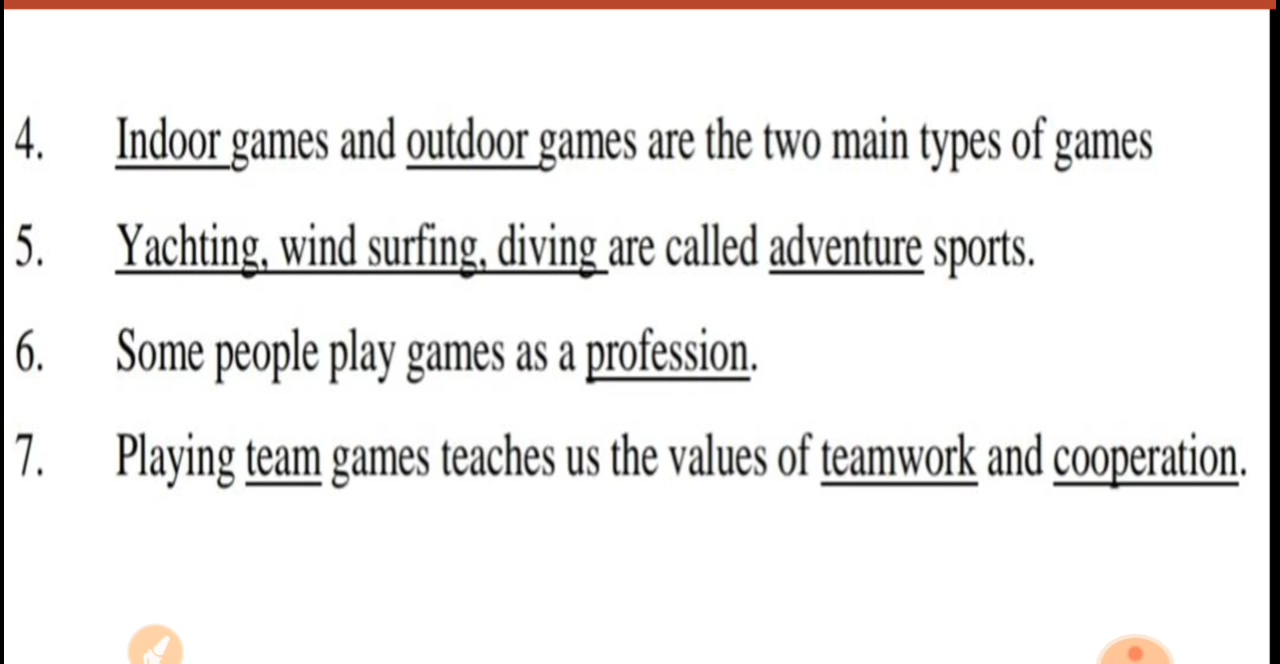 4. Indoor games and outdoor games are the two main types of games
5. Yachting, wind surfing, diving are called adventure sports.
6. Some people play games as a profession.
7. Playing team games teaches us the values of teamwork and cooperation.